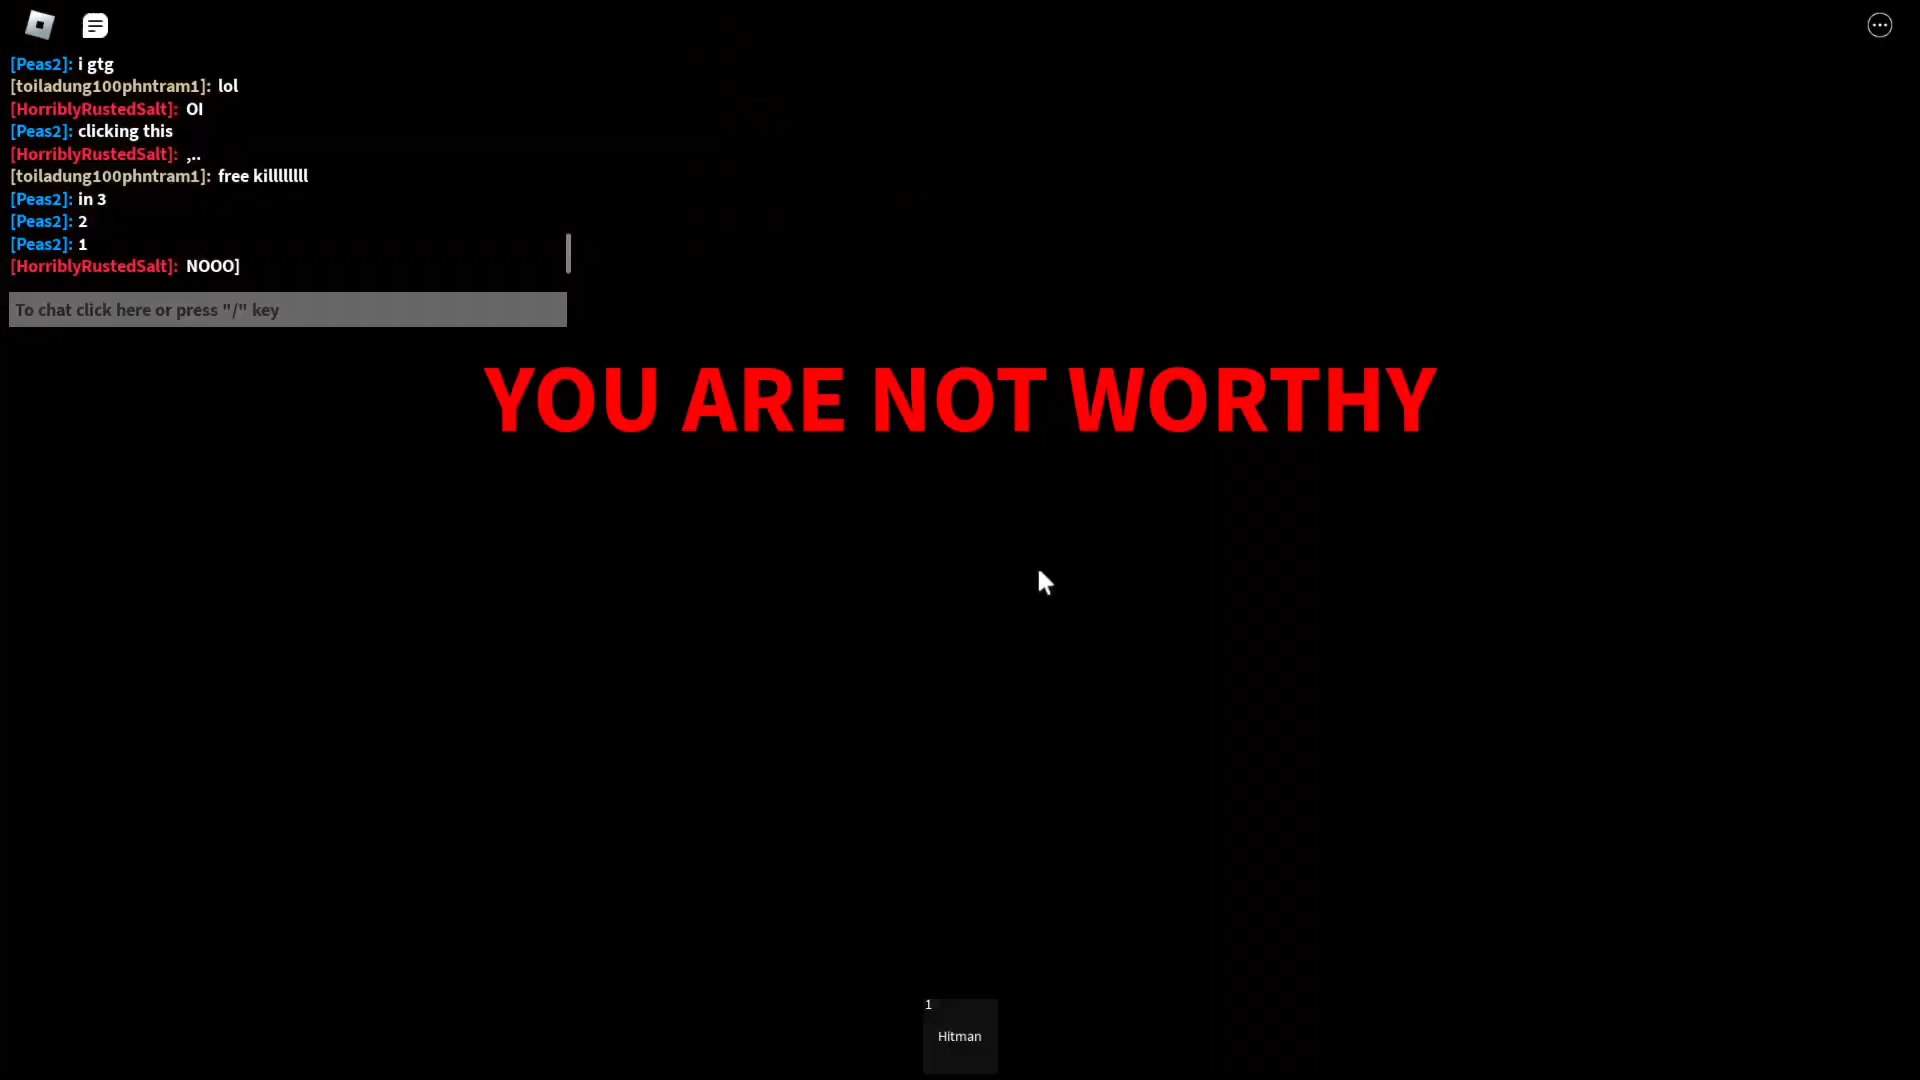 [Peas2]: i gtg
[toiladung100phntram1]: lol
[HorriblyRustedSalt]: OI
[Peas2]: clicking this
[HorriblyRustedSalt]: ,..
[toiladung100phntram1]: free killlllllll
[Peas2]: in 3
[Peas2]: 2
[Peas2]: 1
[HorriblyRustedSalt]: NOOO]
To chat click here or press "/" key
YOU ARE NOT WORTHY
1
Hitman